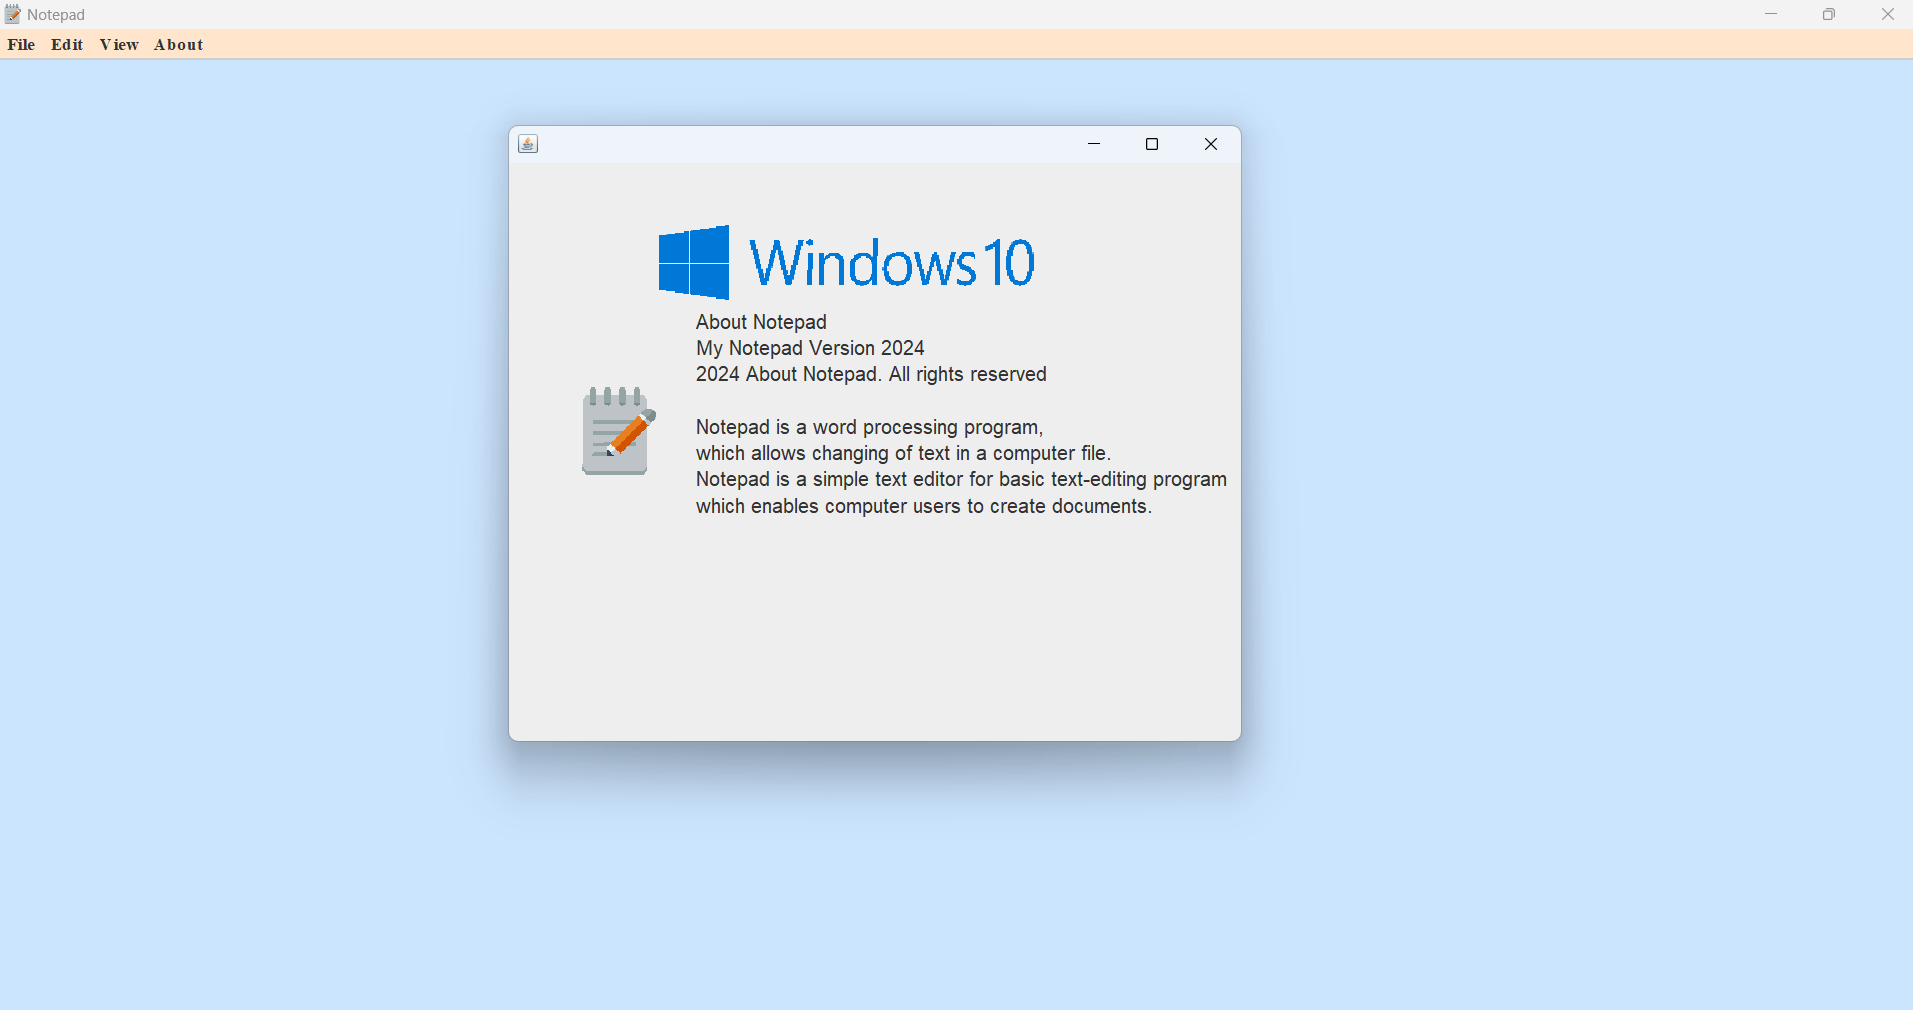 Notepad
File Edit View About
Windows 10
About Notepad
My Notepad Version 2024
2024 About Notepad. All rights reserved
Notepad is a word processing program,
which allows changing of text in a computer file.
Notepad is a simple text editor for basic text-editing program
which enables computer users to create documents.